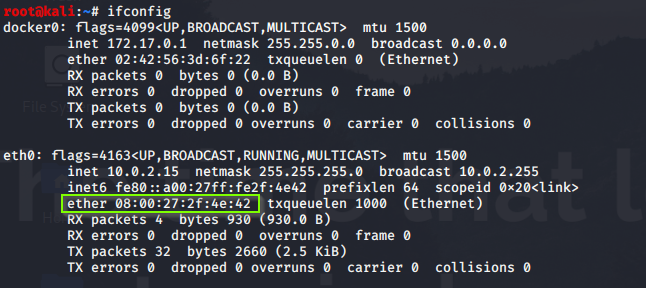 root@kali:~# ifconfig
docker0: flags=4099<UP,BROADCAST,MULTICAST>  mtu 1500
        inet 172.17.0.1  netmask 255.255.0.0  broadcast 0.0.0.0
        ether 02:42:56:3d:6f:22  txqueuelen 0  (Ethernet)
        RX packets 0  bytes 0 (0.0 B)
        RX errors 0  dropped 0  overruns 0  frame 0
        TX packets 0  bytes 0 (0.0 B)
        TX errors 0  dropped 0 overruns 0  carrier 0  collisions 0

eth0: flags=4163<UP,BROADCAST,RUNNING,MULTICAST>  mtu 1500
        inet 10.0.2.15  netmask 255.255.255.0  broadcast 10.0.2.255
        inet6 fe80::a00:27ff:fe2f:4e42  prefixlen 64  scopeid 0×20<link>
        ether 08:00:27:2f:4e:42  txqueuelen 1000  (Ethernet)
        RX packets 4  bytes 930 (930.0 B)
        RX errors 0  dropped 0  overruns 0  frame 0
        TX packets 32  bytes 2660 (2.5 KiB)
        TX errors 0  dropped 0 overruns 0  carrier 0  collisions 0